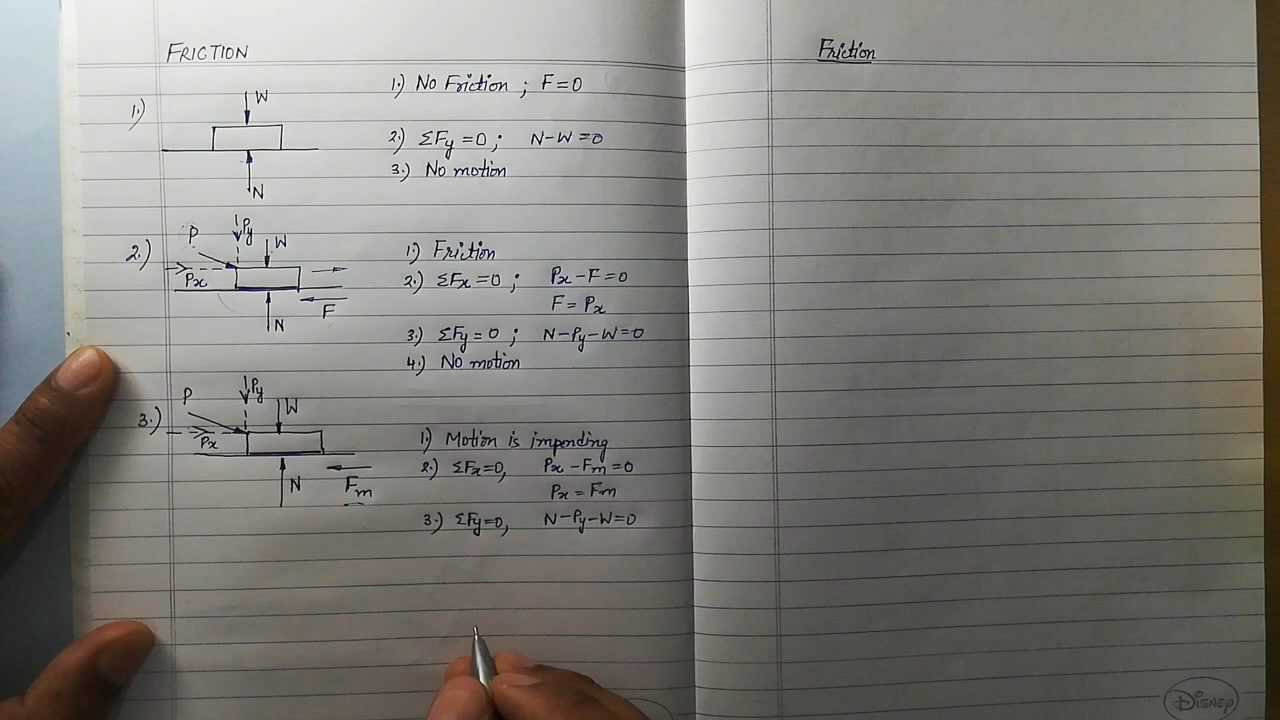 FRICTION
1.)
W
N
1.) No Friction ; F=0
2.) ΣFy=0 ; N-W=0
3.) No motion
2.)
P
Py
W
Px
F
N
1.) Friction
2.) ΣFx=0 ; Px-F=0
F=Px
3.) ΣFy=0 ; N-Py-W=0
4.) No motion
3.)
P
Py
W
Px
N
Fm
1.) Motion is impending
2.) ΣFx=0, Px-Fm=0
Px=Fm
3.) ΣFy=0, N-Py-W=0
Friction
Disney